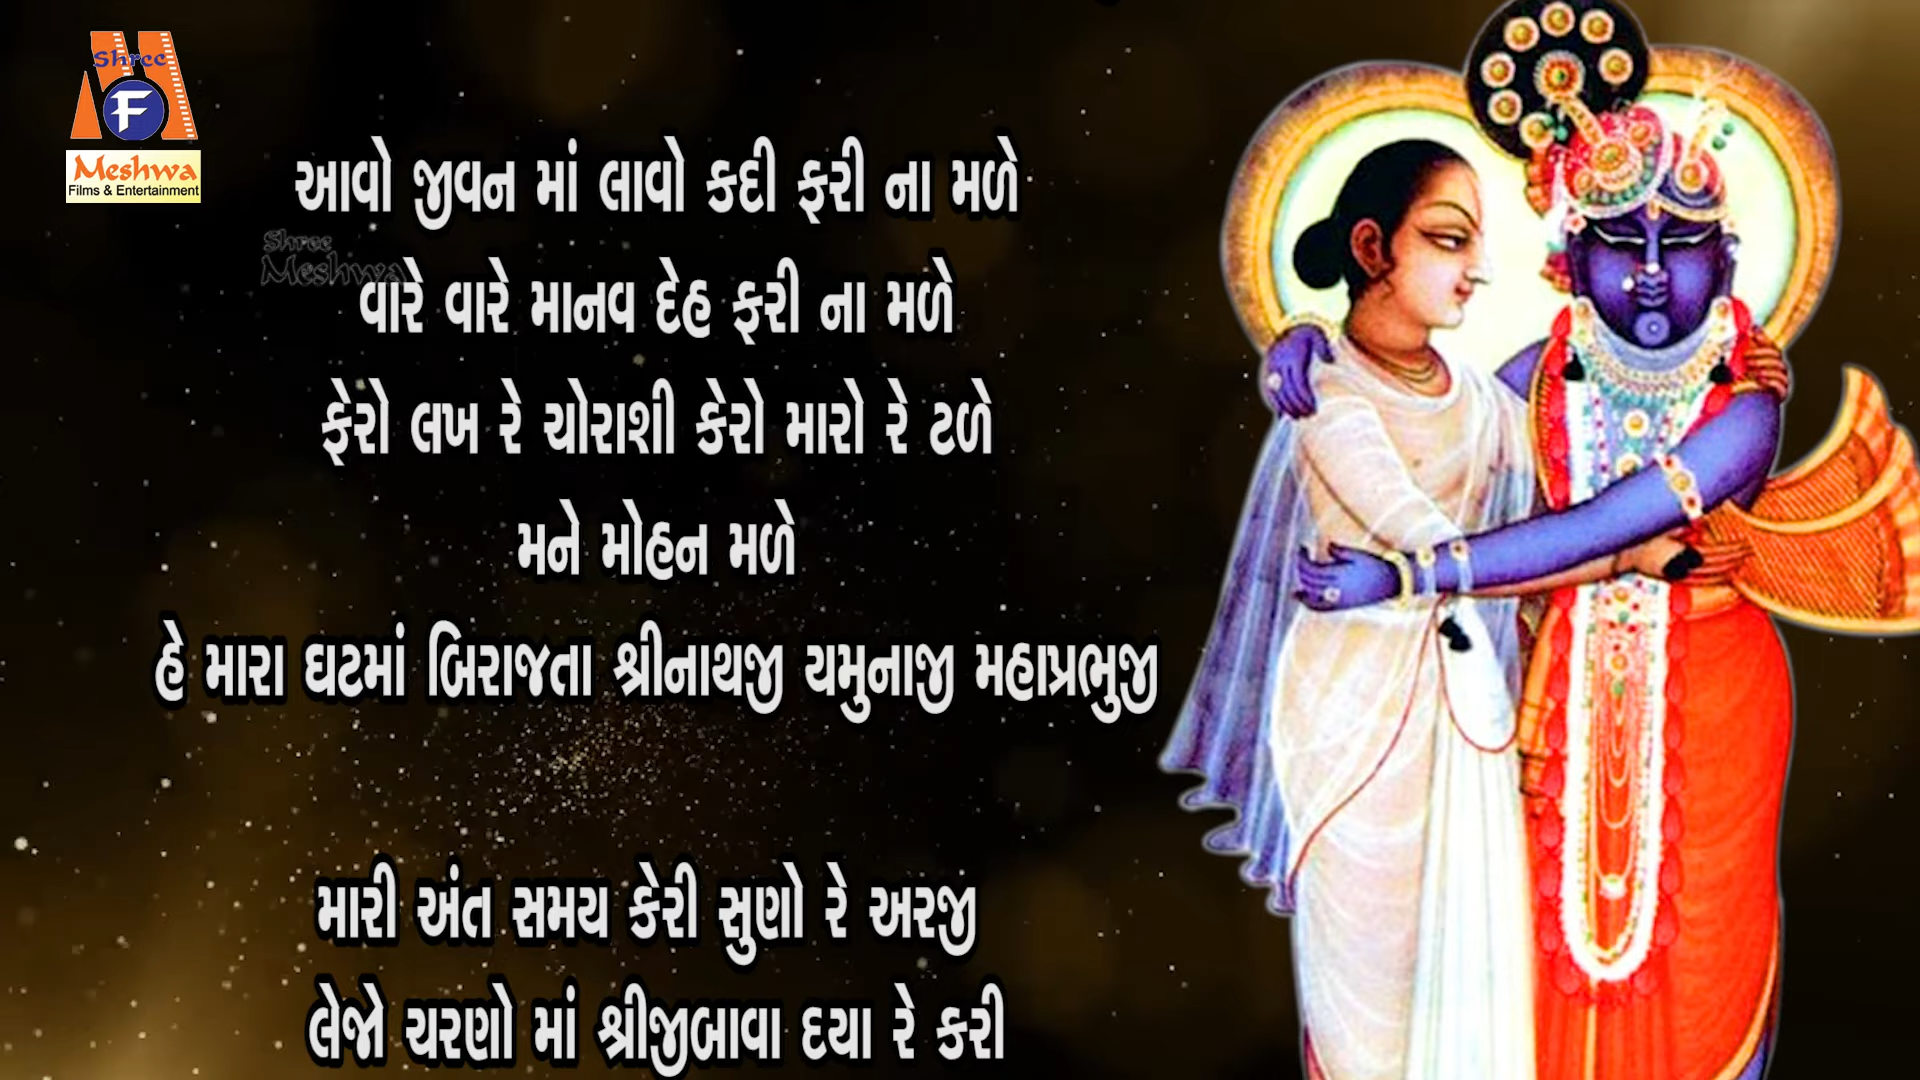 Shree
F
Meshwa
Films & Entertainment
આવો જીવન માં લાવો કદી ફરી ના મળે
Shree
Meshwa
વારે વારે માનવ દેહ ફરી ના મળે
ફેરો લખ રે ચોરાશી કેરો મારો રે ટળે
મને મોહન મળે
હે મારા ઘટમાં બિરાજતા શ્રીનાથજી યમુનાજી મહાપ્રભુજી
મારી અંત સમય કેરી સુણો રે અરજી
લેજો ચરણો માં શ્રીજીબાવા દયા રે કરી